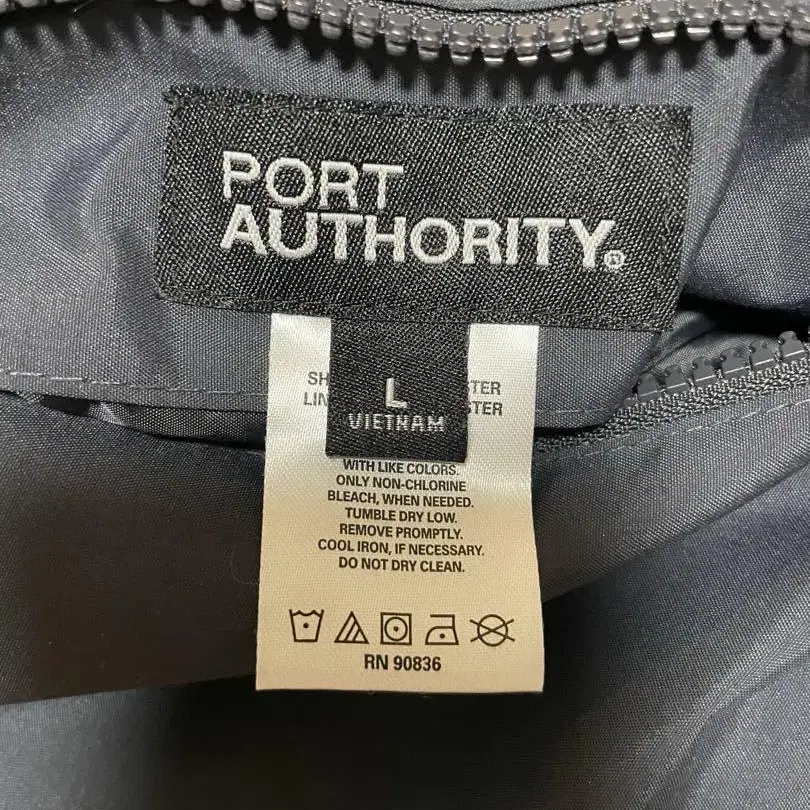 PORT
AUTHORITY®
L
VIETNAM
WITH LIKE COLORS.
ONLY NON-CHLORINE
BLEACH, WHEN NEEDED.
TUMBLE DRY LOW.
REMOVE PROMPTLY.
COOL IRON, IF NECESSARY.
DO NOT DRY CLEAN.
RN 90836